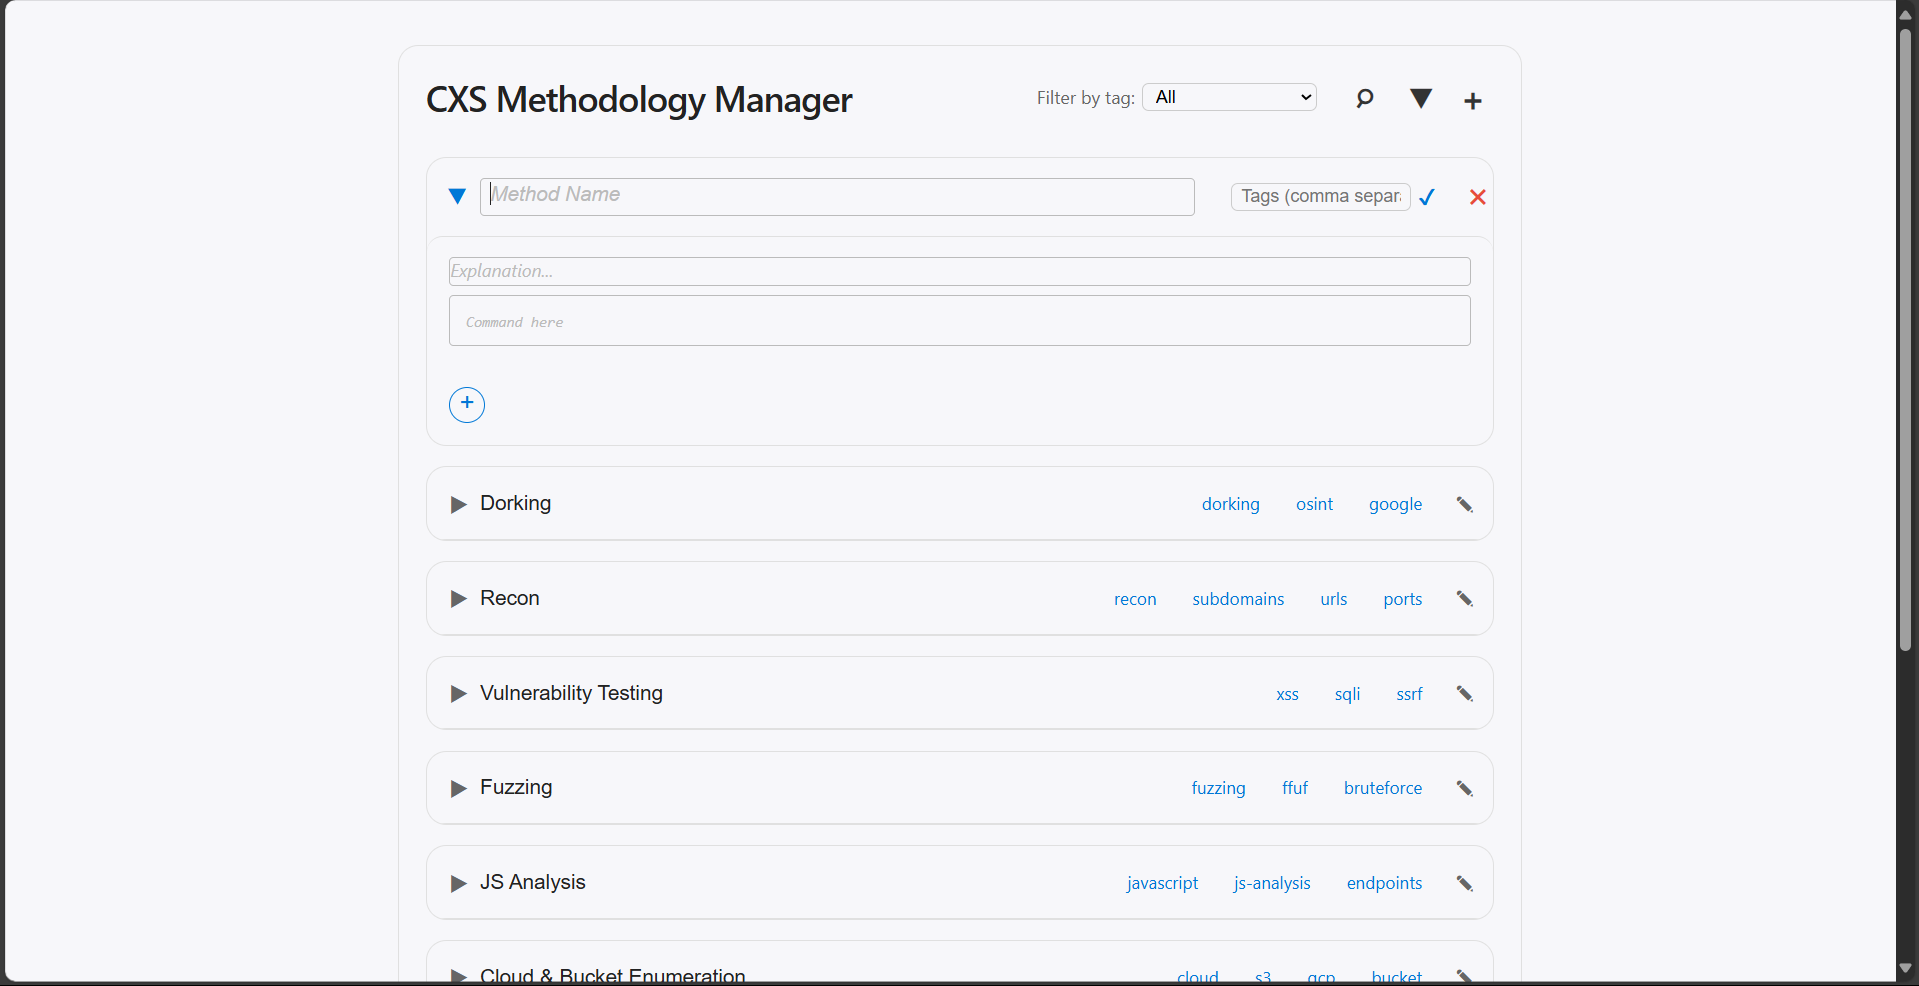 CXS Methodology Manager
Filter by tag: All
Method Name
Tags (comma separ
Explanation...
Command here
+
Dorking dorking osint google
Recon recon subdomains urls ports
Vulnerability Testing xss sqli ssrf
Fuzzing fuzzing ffuf bruteforce
JS Analysis javascript js-analysis endpoints
Cloud & Bucket Enumeration cloud s3 gcp bucket